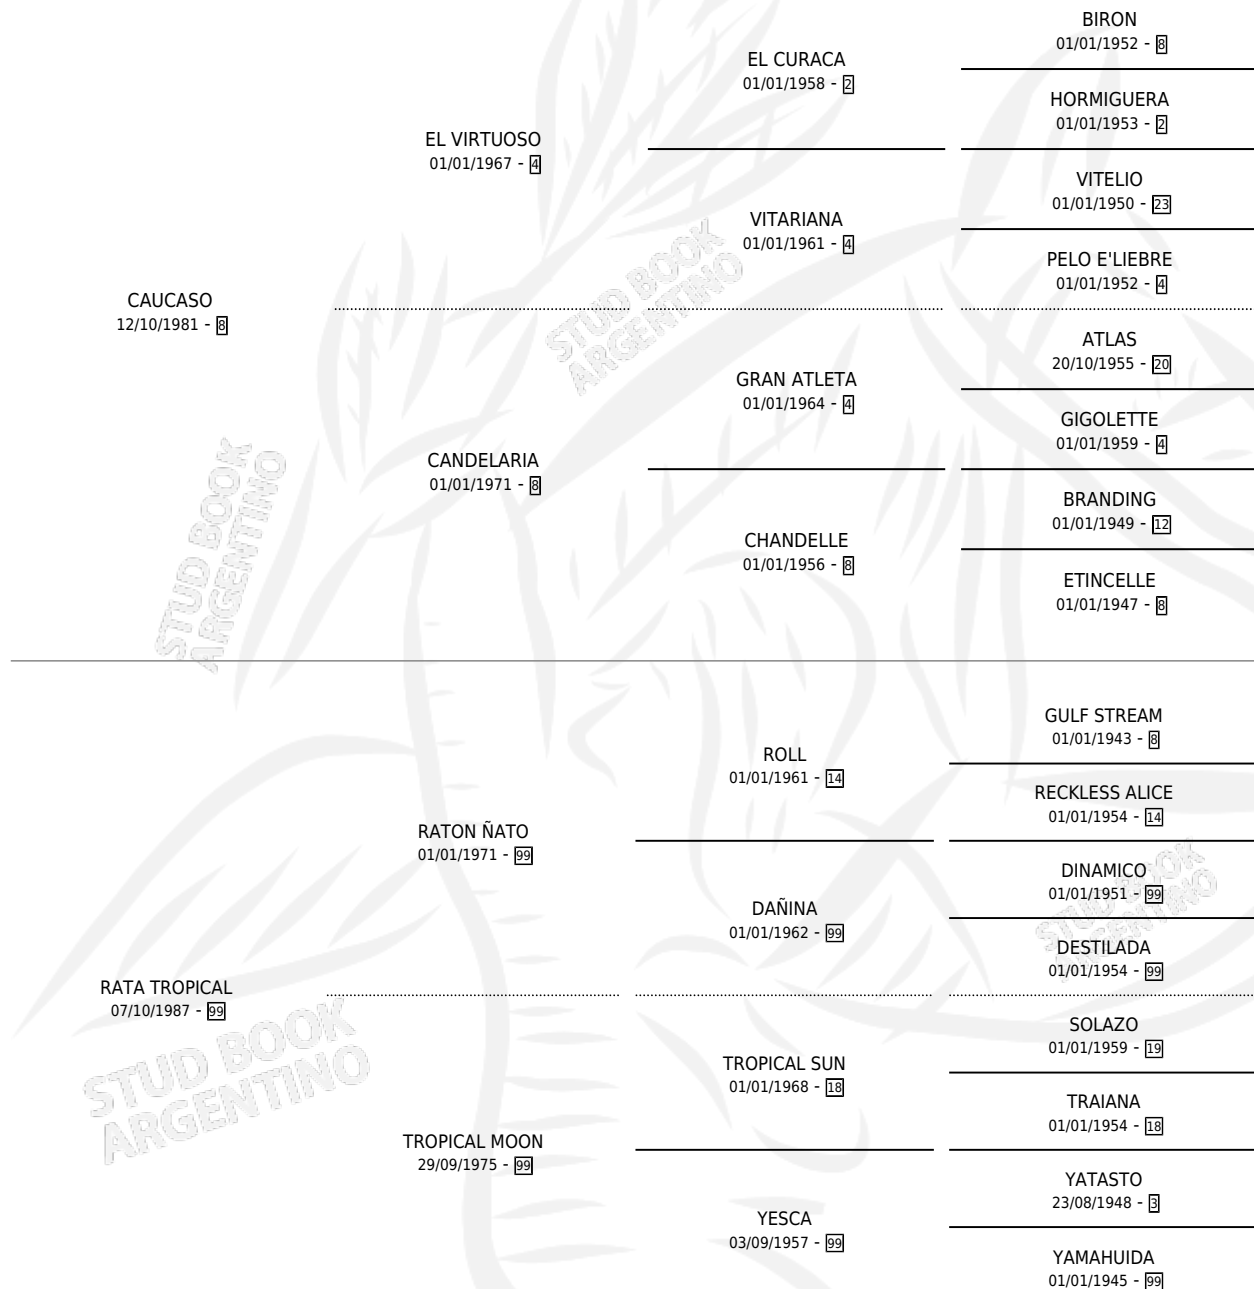 BIRON
01/01/1952 - 8
EL CURACA
01/01/1958 - 2
HORMIGUERA
01/01/1953 - 2
EL VIRTUOSO
01/01/1967 - 4
VITELIO
01/01/1950 - 23
VITARIANA
01/01/1961 - 4
PELO E'LIEBRE
01/01/1952 - 4
CAUCASO
12/10/1981 - 8
ATLAS
20/10/1955 - 20
GRAN ATLETA
01/01/1964 - 4
GIGOLETTE
01/01/1959 - 4
CANDELARIA
01/01/1971 - 8
BRANDING
01/01/1949 - 12
CHANDELLE
01/01/1956 - 8
ETINCELLE
01/01/1947 - 8
GULF STREAM
01/01/1943 - 8
ROLL
01/01/1961 - 14
RECKLESS ALICE
01/01/1954 - 14
RATON ÑATO
01/01/1971 - 99
DINAMICO
01/01/1951 - 99
DAÑINA
01/01/1962 - 99
DESTILADA
01/01/1954 - 99
RATA TROPICAL
07/10/1987 - 99
SOLAZO
01/01/1959 - 19
TROPICAL SUN
01/01/1968 - 18
TRAIANA
01/01/1954 - 18
TROPICAL MOON
29/09/1975 - 99
YATASTO
23/08/1948 - 3
YESCA
03/09/1957 - 99
YAMAHUIDA
01/01/1945 - 99
STUD BOOK
ARGENTINO
STUD BOOK
ARGENTINO
STUD BOOK
ARGENTINO
STUD BOOK
ARGENTINO